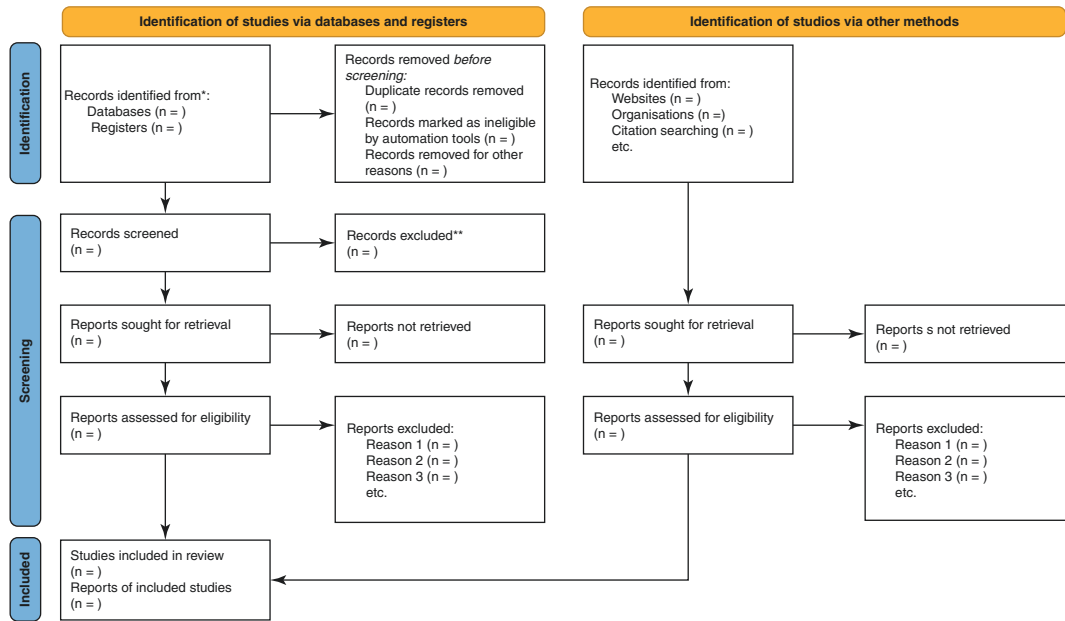 Identification of studies via databases and registers
Identification of studios via other methods
Identification
Records identified from*:
Databases (n = )
Registers (n = )
Records removed before
screening:
Duplicate records removed
(n = )
Records marked as ineligible
by automation tools (n = )
Records removed for other
reasons (n = )
Records identified from:
Websites (n = )
Organisations (n =)
Citation searching (n = )
etc.
Screening
Records screened
(n = )
Records excluded**
(n = )
Reports sought for retrieval
(n = )
Reports not retrieved
(n = )
Reports sought for retrieval
(n = )
Reports s not retrieved
(n = )
Reports assessed for eligibility
(n = )
Reports excluded:
Reason 1 (n = )
Reason 2 (n = )
Reason 3 (n = )
etc.
Reports assessed for eligibility
(n = )
Reports excluded:
Reason 1 (n = )
Reason 2 (n = )
Reason 3 (n = )
etc.
Included
Studies included in review
(n = )
Reports of included studies
(n = )